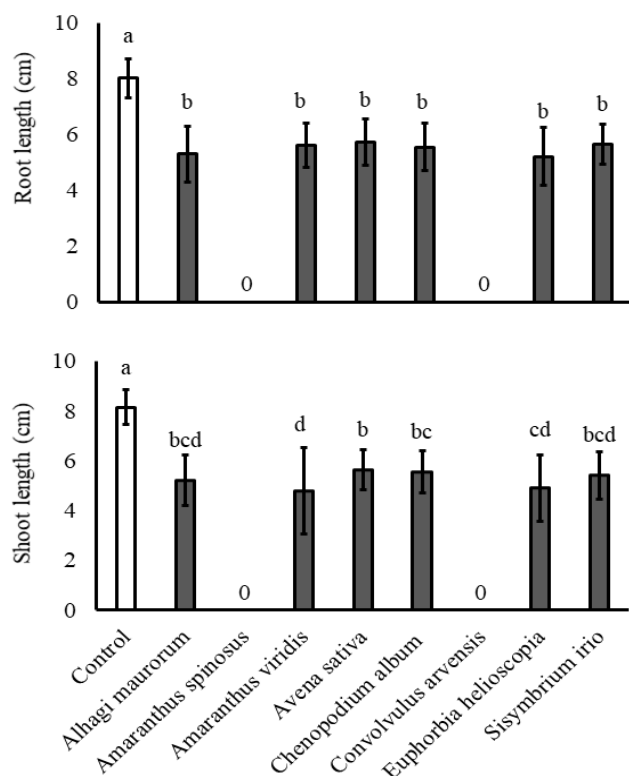 10
8
6
4
2
0
Root length (cm)
a
b
0
b
b
b
0
b
b
10
8
6
4
2
0
Shoot length (cm)
a
bcd
0
d
b
bc
0
cd
bcd
Control
Alhagi maurorum
Amaranthus spinosus
Amaranthus viridis
Avena sativa
Chenopodium album
Convolvulus arvensis
Euphorbia helioscopia
Sisymbrium irio